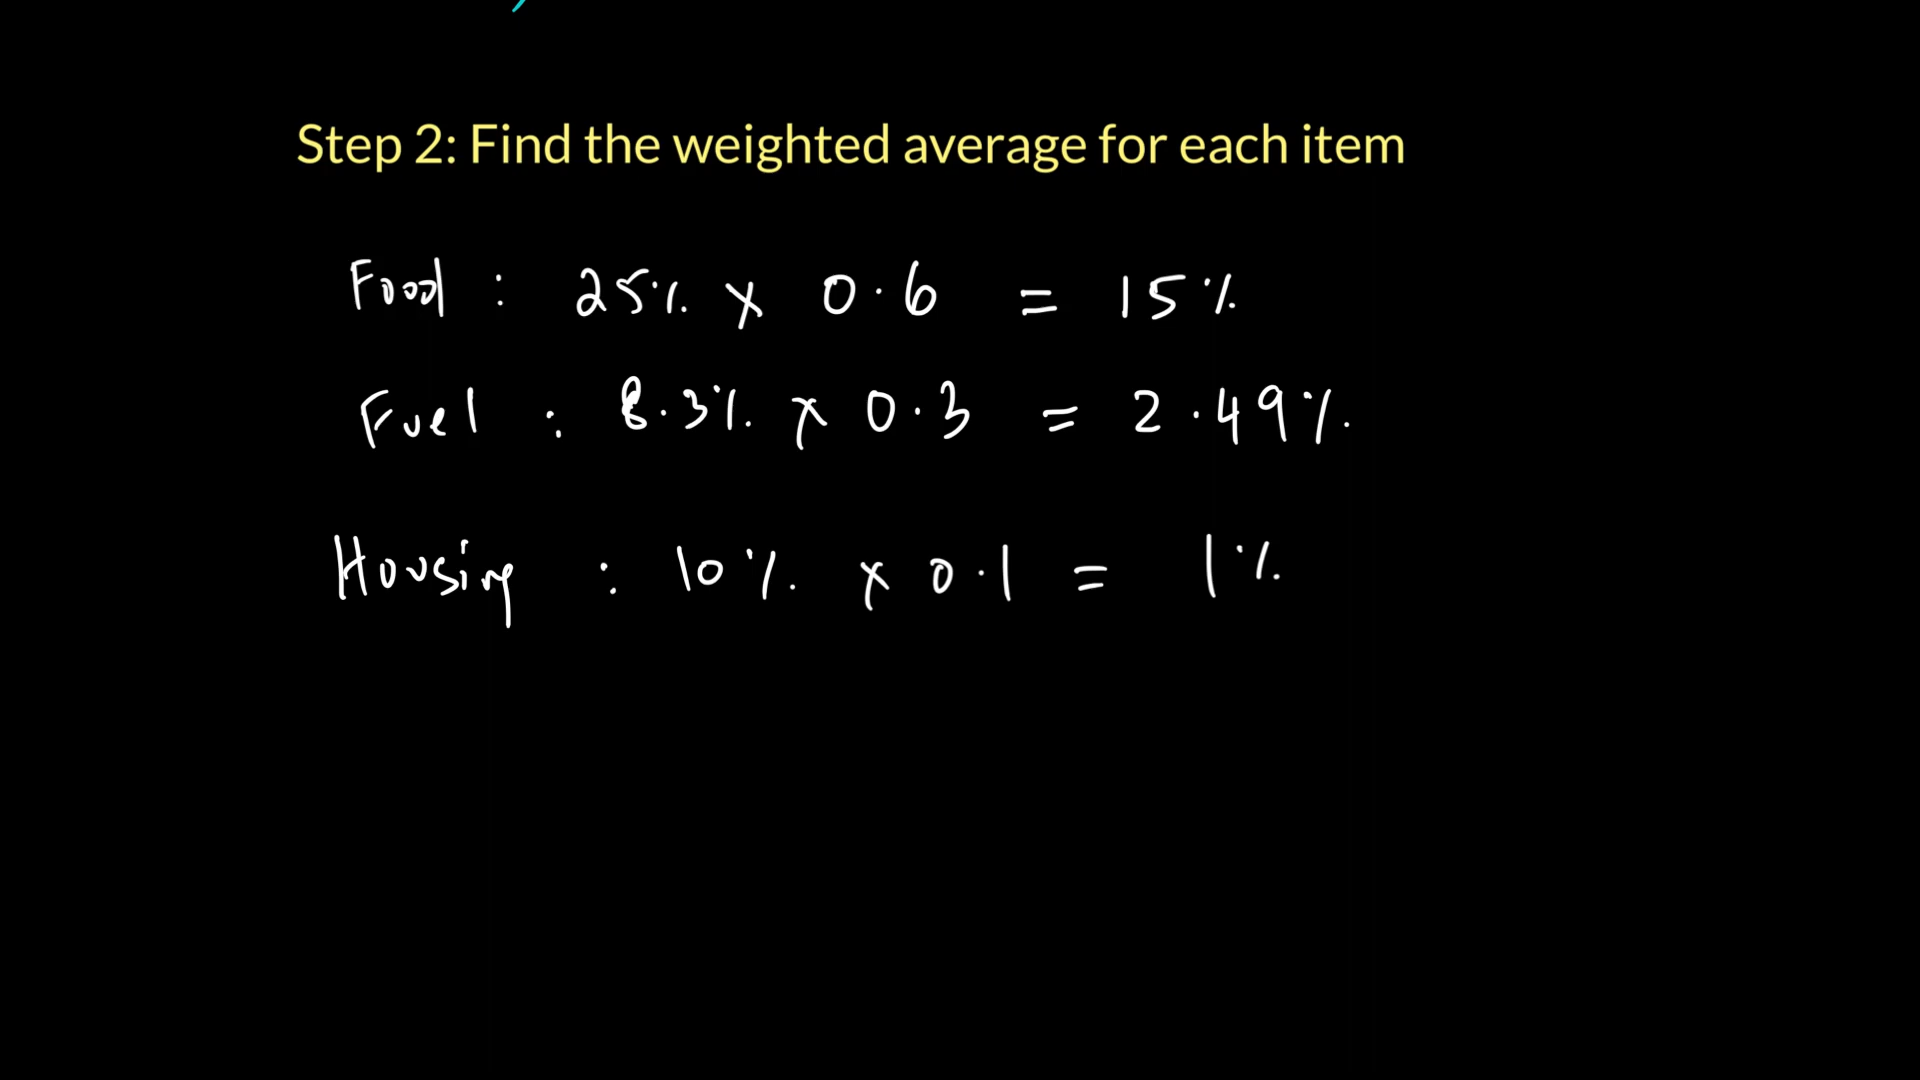 Step 2: Find the weighted average for each item
Food : 25% x 0.6 = 15%
Fuel : 8.3% x 0.3 = 2.49%
Housing : 10% x 0.1 = 1%